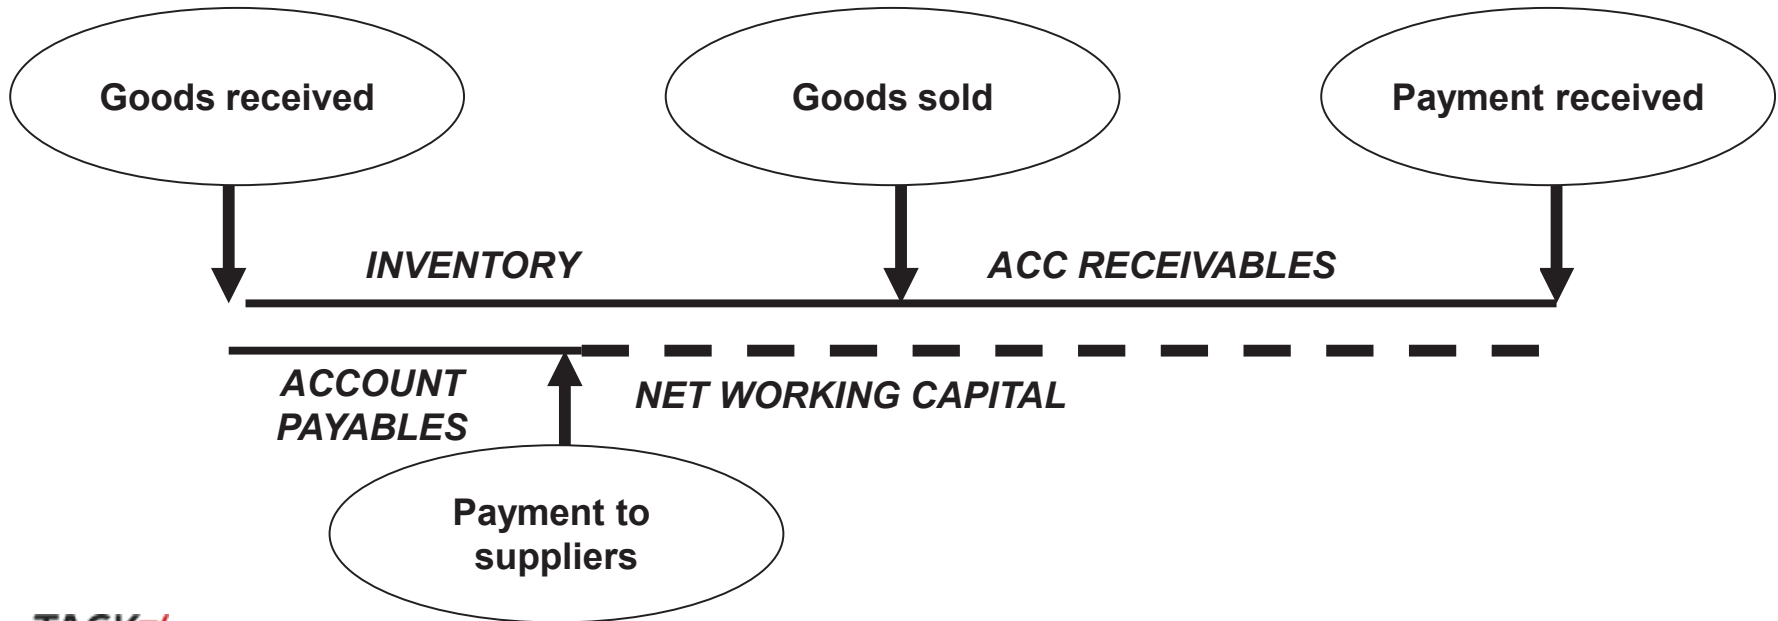 Goods received
Goods sold
Payment received
INVENTORY
ACC RECEIVABLES
ACCOUNT
PAYABLES
NET WORKING CAPITAL
Payment to
suppliers